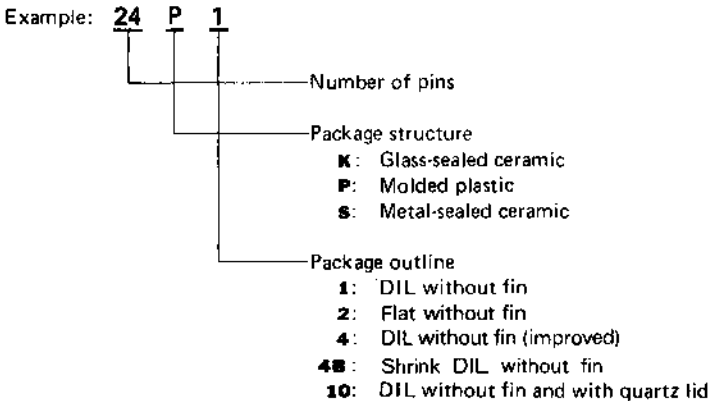 Example: 24 P 1
Number of pins
Package structure
K: Glass-sealed ceramic
P: Molded plastic
S: Metal-sealed ceramic
Package outline
1: DIL without fin
2: Flat without fin
4: DIL without fin (improved)
4B: Shrink DIL without fin
10: DIL without fin and with quartz lid